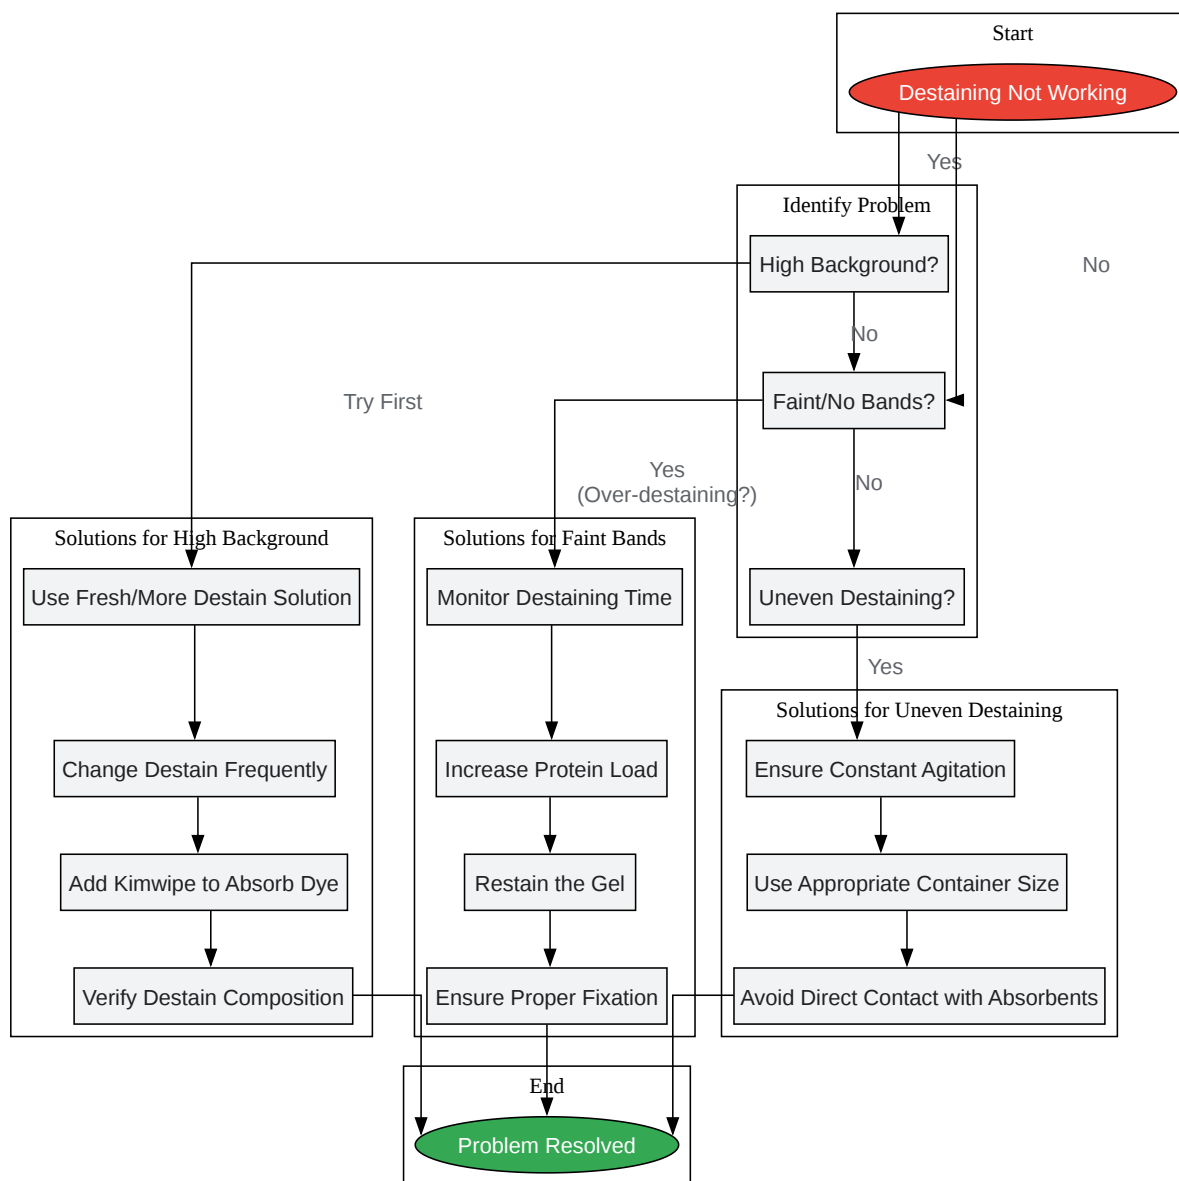 Start
Destaining Not Working
Yes
Identify Problem
High Background?
No
No
Faint/No Bands?
Try First
Yes
(Over-destaining?)
No
Solutions for High Background
Solutions for Faint Bands
Use Fresh/More Destain Solution
Monitor Destaining Time
Uneven Destaining?
Yes
Solutions for Uneven Destaining
Change Destain Frequently
Increase Protein Load
Ensure Constant Agitation
Add Kimwipe to Absorb Dye
Restain the Gel
Use Appropriate Container Size
Verify Destain Composition
Ensure Proper Fixation
Avoid Direct Contact with Absorbents
End
Problem Resolved